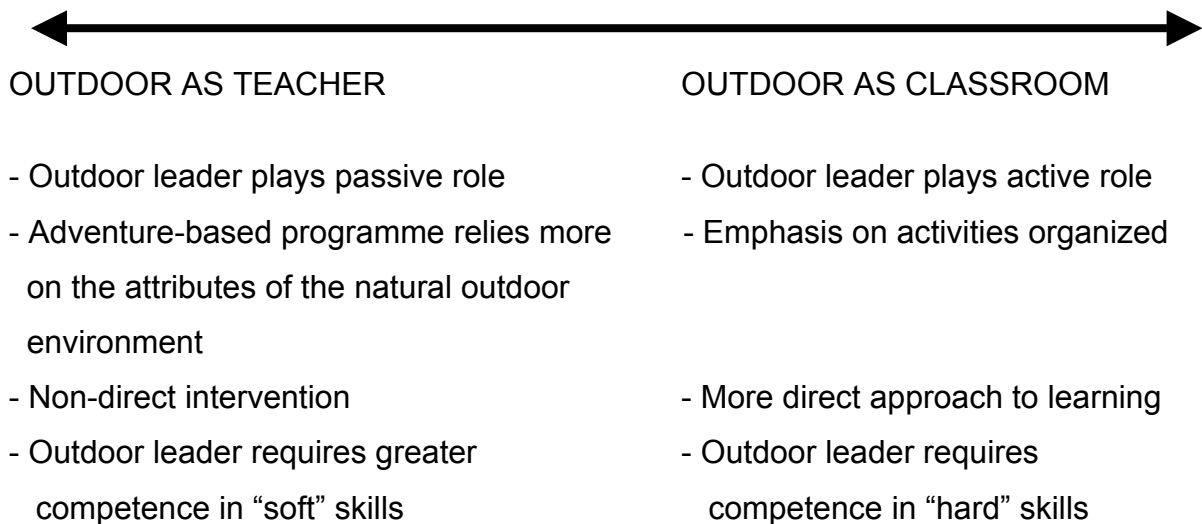 OUTDOOR AS TEACHER
- Outdoor leader plays passive role
- Adventure-based programme relies more
on the attributes of the natural outdoor
environment
- Non-direct intervention
- Outdoor leader requires greater
competence in “soft” skills
OUTDOOR AS CLASSROOM
- Outdoor leader plays active role
- Emphasis on activities organized
- More direct approach to learning
- Outdoor leader requires
competence in “hard” skills